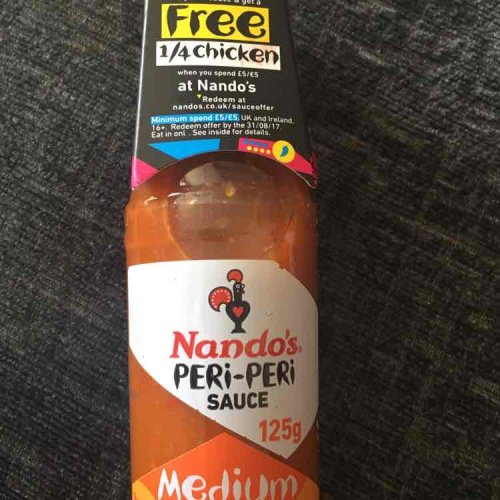 & get a
Free
1/4 chicken
when you spend £5/€5
at Nando's
Redeem at
nandos.co.uk/sauceoffer
Minimum spend £5/€5. UK and Ireland.
16+. Redeem offer by the 31/08/17.
Eat in onl . See inside for details.
Nando's
PERi-PERi
SAUCE
125g
Medium